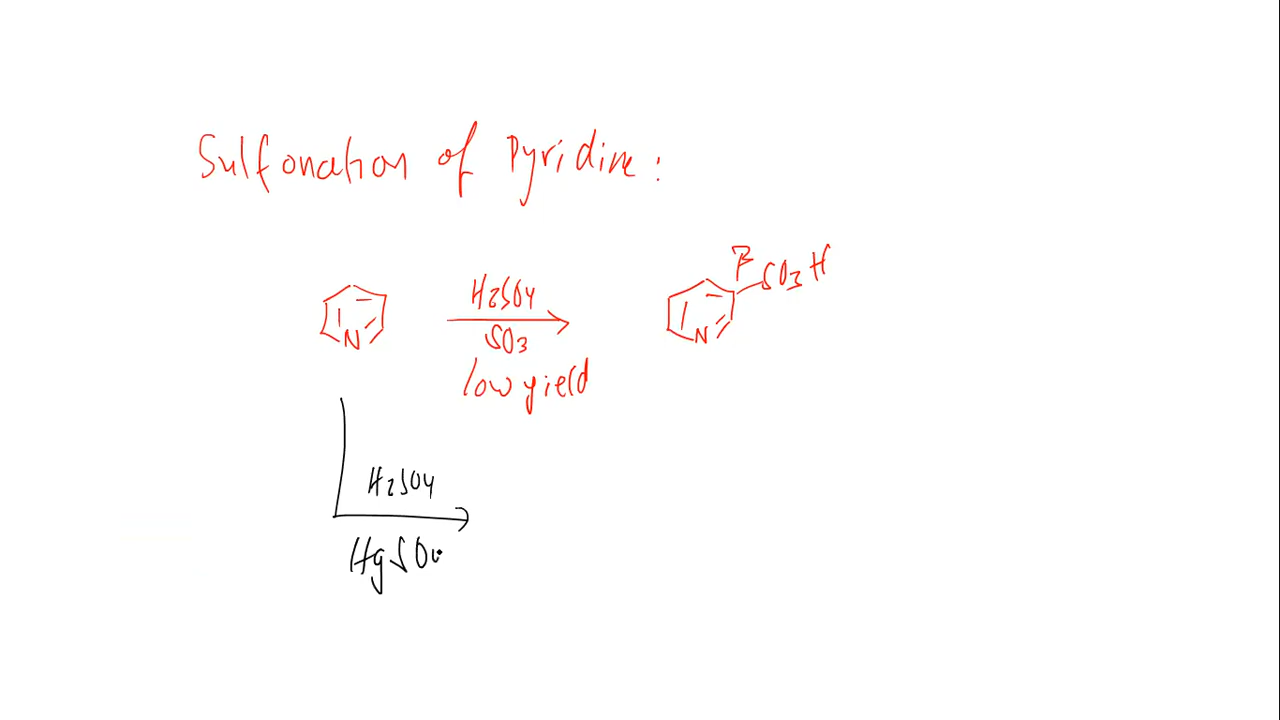 Sulfonation of Pyridine:
β
SO3H
H2SO4
N
SO3
N
low yield
H2SO4
HgSO4